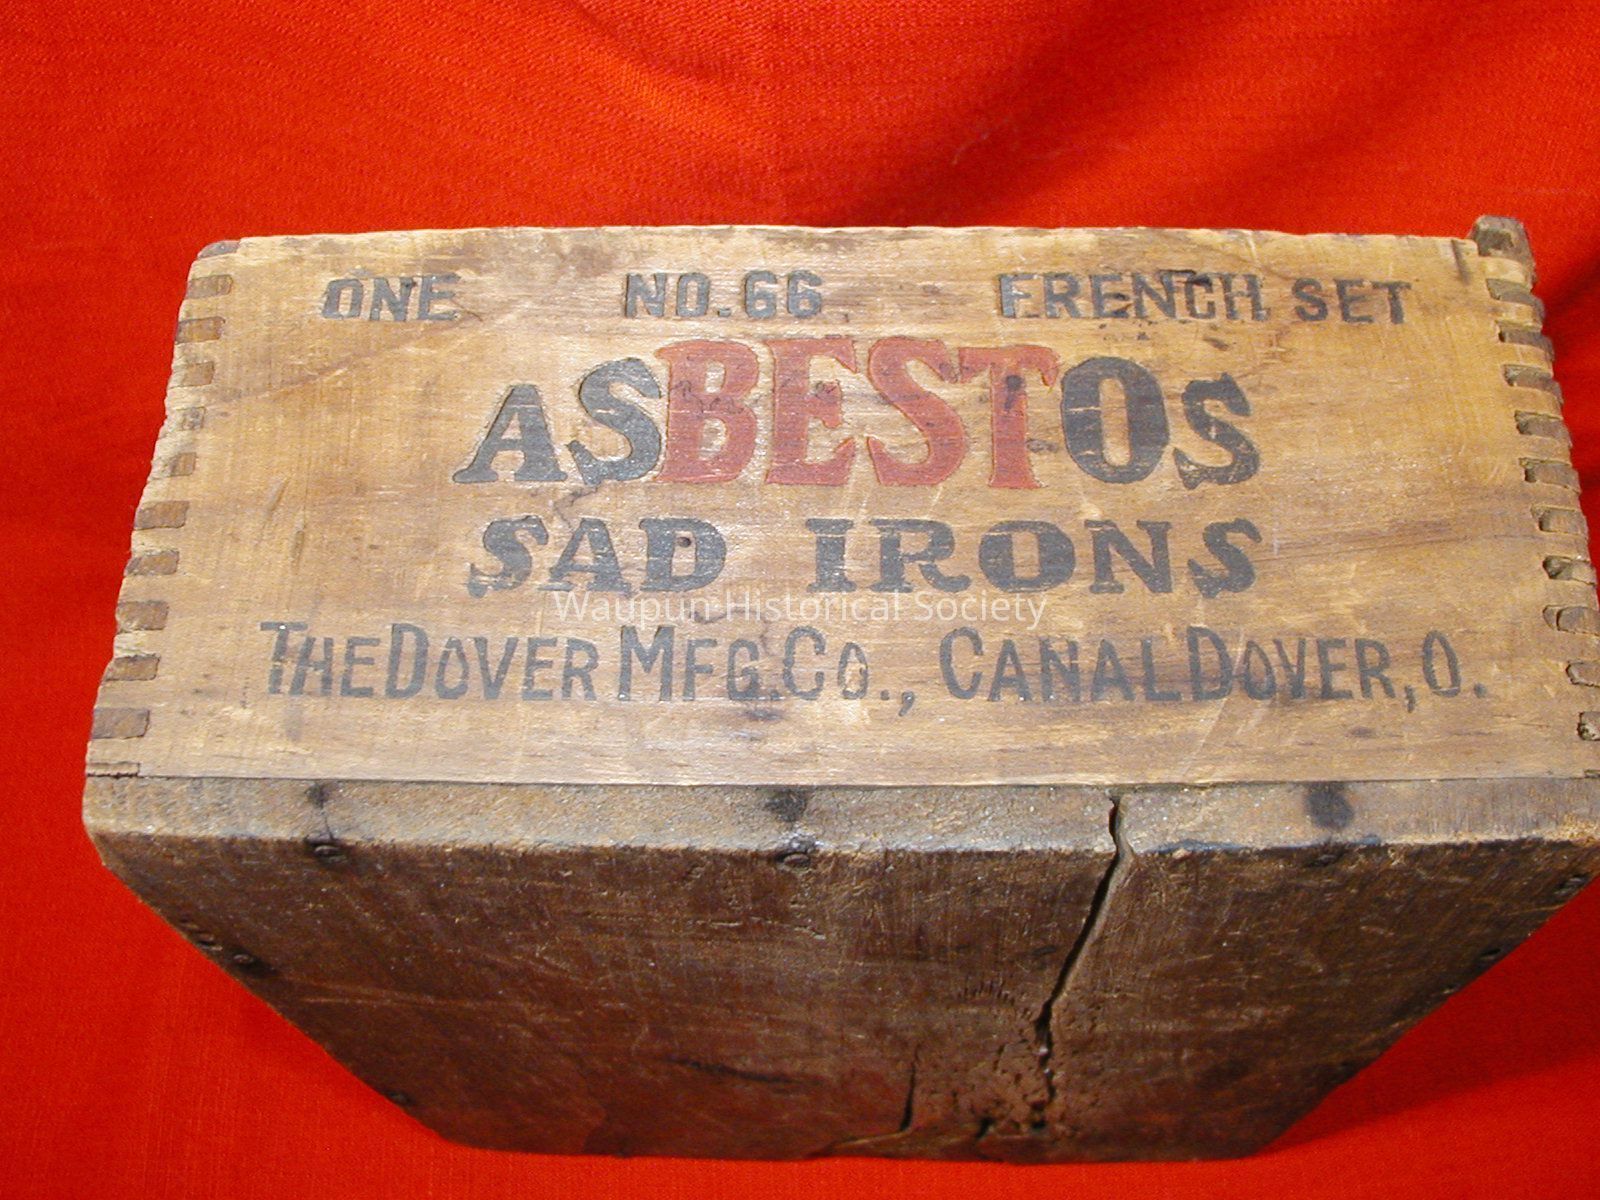 ONE NO.66 FRENCH SET
ASBESTOS
SAD IRONS
Waupun Historical Society
THE DOVER MFG.CO., CANAL DOVER, O.